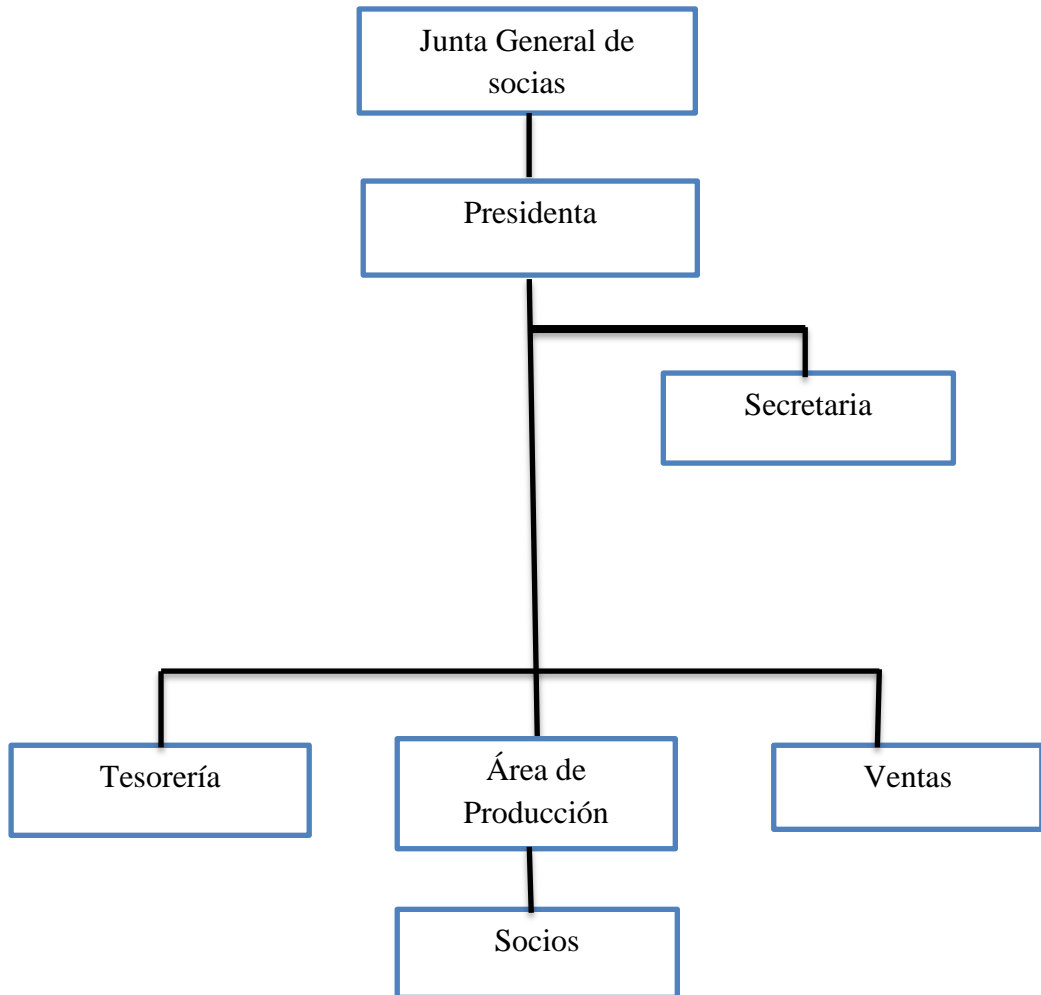 Junta General de
socias
Presidenta
Secretaria
Tesorería
Área de
Producción
Ventas
Socios